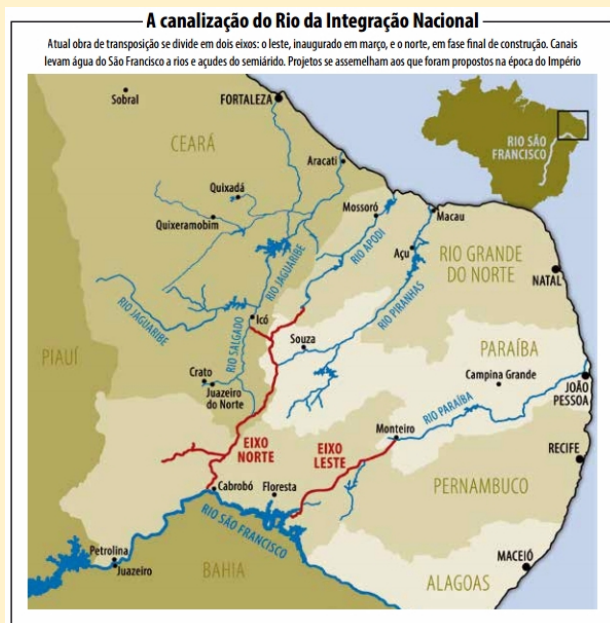 A canalização do Rio da Integração Nacional
Atual obra de transposição se divide em dois eixos: o leste, inaugurado em março, e o norte, em fase final de construção. Canais
levam água do São Francisco a rios e açudes do semiárido. Projetos se assemelham aos que foram propostos na época do Império
Sobral
FORTALEZA
RIO SÃO
FRANCISCO
CEARÁ
Aracati
Quixadá
Mossoró
Macau
Quixeramobim
RIO APODI
Açu
RIO GRANDE
DO NORTE
RIO JAGUARIBE
NATAL
RIO JAGUARIBE
Icó
RIO PIRANHAS
RIO SALGADO
Souza
PARAÍBA
PIAUÍ
Crato
Campina Grande
Juazeiro
do Norte
JOÃO
PESSOA
RIO PARAÍBA
Monteiro
EIXO
NORTE
EIXO
LESTE
RECIFE
Cabrobó
Floresta
PERNAMBUCO
RIO SÃO FRANCISCO
Petrolina
Juazeiro
BAHIA
MACEIÓ
ALAGOAS